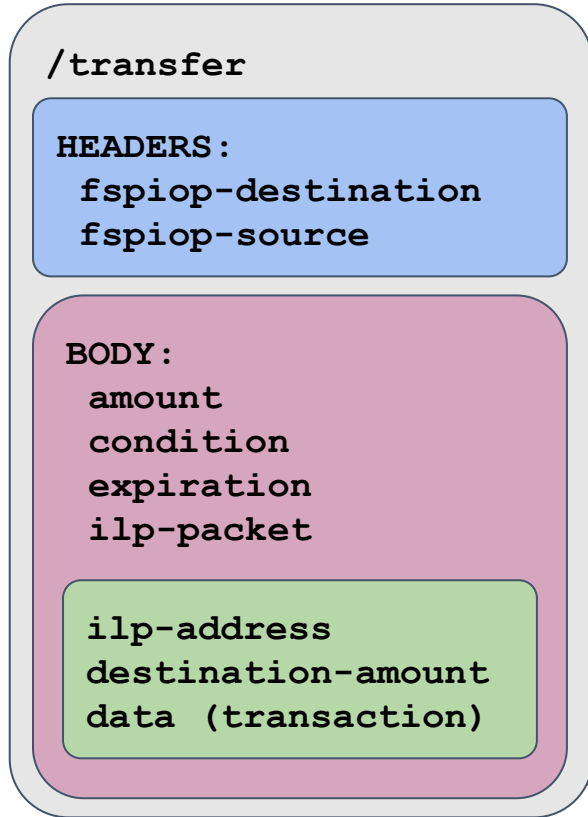 /transfer
HEADERS:
fspiop-destination
fspiop-source
BODY:
amount
condition
expiration
ilp-packet
ilp-address
destination-amount
data (transaction)